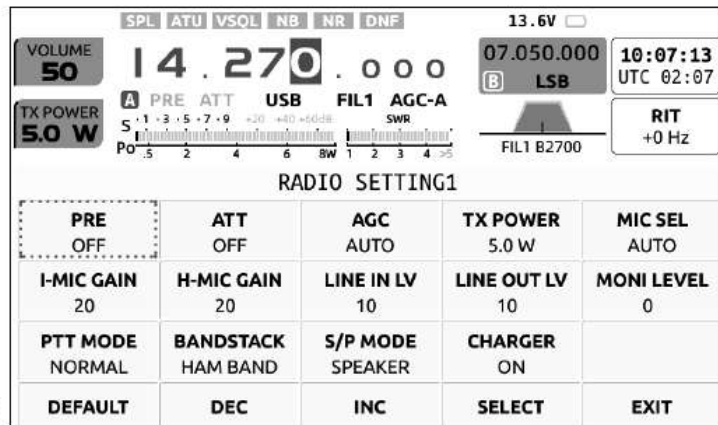 SPL ATU VSQL NB NR DNF 13.6V
VOLUME
50
14.270.000
07.050.000
B LSB
10:07:13
UTC 02:07
TX POWER
5.0 W
A PRE ATT USB FIL1 AGC-A
S 1 3 5 7 9 +20 +40 +60dB SWR
Po .5 2 4 6 8W 1 2 3 4 >5
FIL1 B2700
RIT
+0 Hz
RADIO SETTING1
PRE ATT AGC TX POWER MIC SEL
OFF OFF AUTO 5.0 W AUTO
I-MIC GAIN H-MIC GAIN LINE IN LV LINE OUT LV MONI LEVEL
20 20 10 10 0
PTT MODE BANDSTACK S/P MODE CHARGER
NORMAL HAM BAND SPEAKER ON
DEFAULT DEC INC SELECT EXIT